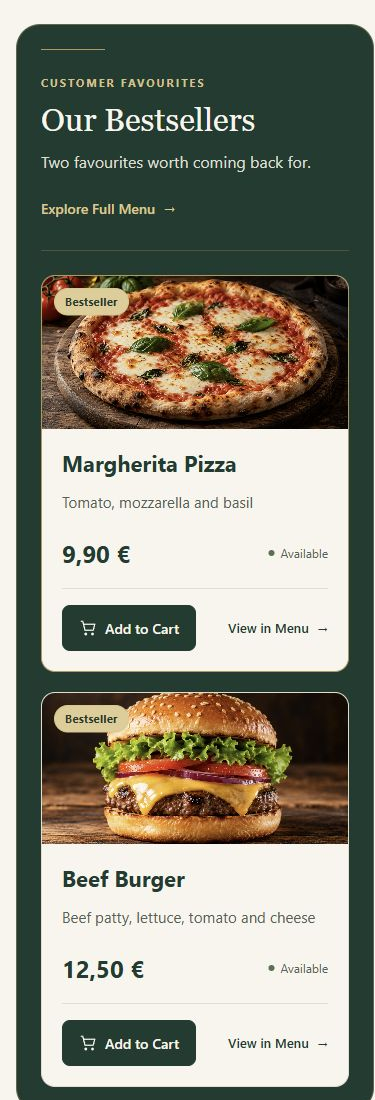 CUSTOMER FAVOURITES
Our Bestsellers
Two favourites worth coming back for.
Explore Full Menu →
Bestseller
Margherita Pizza
Tomato, mozzarella and basil
9,90 €
Available
Add to Cart
View in Menu →
Bestseller
Beef Burger
Beef patty, lettuce, tomato and cheese
12,50 €
Available
Add to Cart
View in Menu →